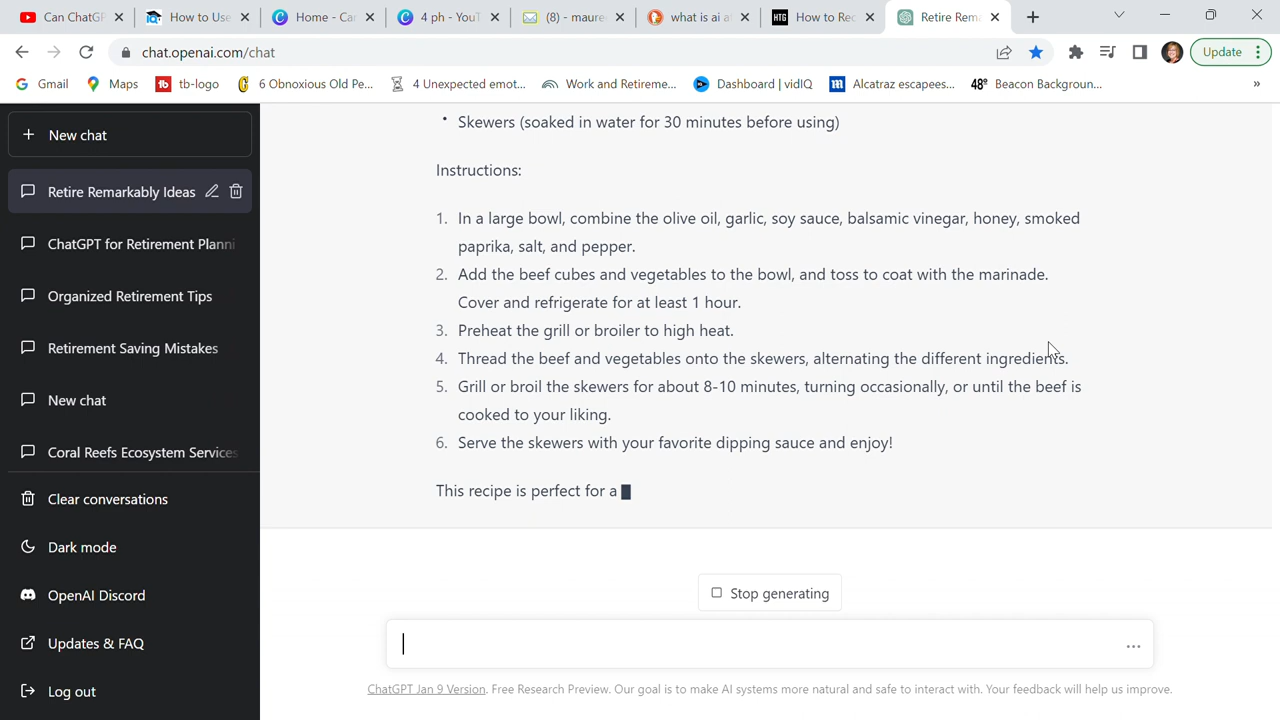 Can ChatG
How to Use
Home - Ca
4 ph - YouT
(8) - maure
what is ai a
How to Rec
Retire Rema
chat.openai.com/chat
Update
Gmail
Maps
tb-logo
6 Obnoxious Old Pe...
4 Unexpected emot...
Work and Retireme...
Dashboard | vidIQ
Alcatraz escapees...
48º Beacon Backgroun...
»
+ New chat
Retire Remarkably Ideas
ChatGPT for Retirement Planni
Organized Retirement Tips
Retirement Saving Mistakes
New chat
Coral Reefs Ecosystem Services
Clear conversations
Dark mode
OpenAI Discord
Updates & FAQ
Log out
• Skewers (soaked in water for 30 minutes before using)
Instructions:
1. In a large bowl, combine the olive oil, garlic, soy sauce, balsamic vinegar, honey, smoked
paprika, salt, and pepper.
2. Add the beef cubes and vegetables to the bowl, and toss to coat with the marinade.
Cover and refrigerate for at least 1 hour.
3. Preheat the grill or broiler to high heat.
4. Thread the beef and vegetables onto the skewers, alternating the different ingredients.
5. Grill or broil the skewers for about 8-10 minutes, turning occasionally, or until the beef is
cooked to your liking.
6. Serve the skewers with your favorite dipping sauce and enjoy!
This recipe is perfect for a
Stop generating
...
ChatGPT Jan 9 Version. Free Research Preview. Our goal is to make AI systems more natural and safe to interact with. Your feedback will help us improve.